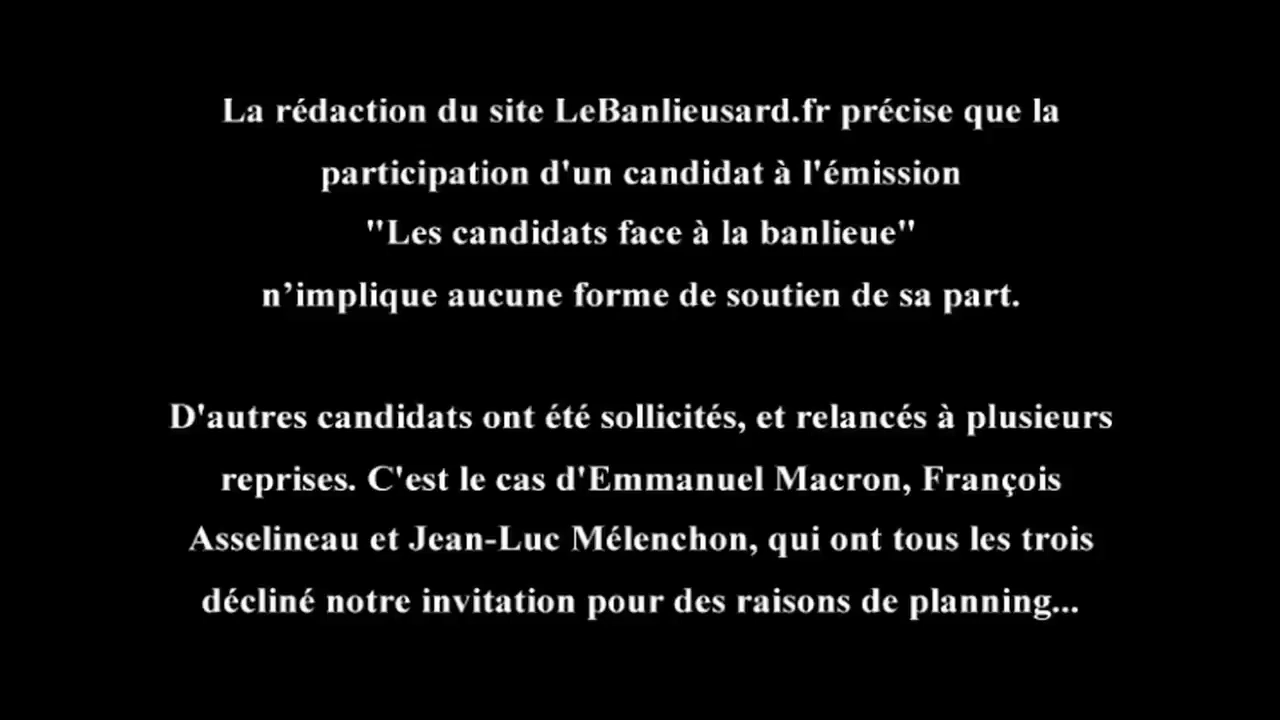 La rédaction du site LeBanlieusard.fr précise que la
participation d'un candidat à l'émission
"Les candidats face à la banlieue"
n’implique aucune forme de soutien de sa part.
D'autres candidats ont été sollicités, et relancés à plusieurs
reprises. C'est le cas d'Emmanuel Macron, François
Asselineau et Jean-Luc Mélenchon, qui ont tous les trois
décliné notre invitation pour des raisons de planning...